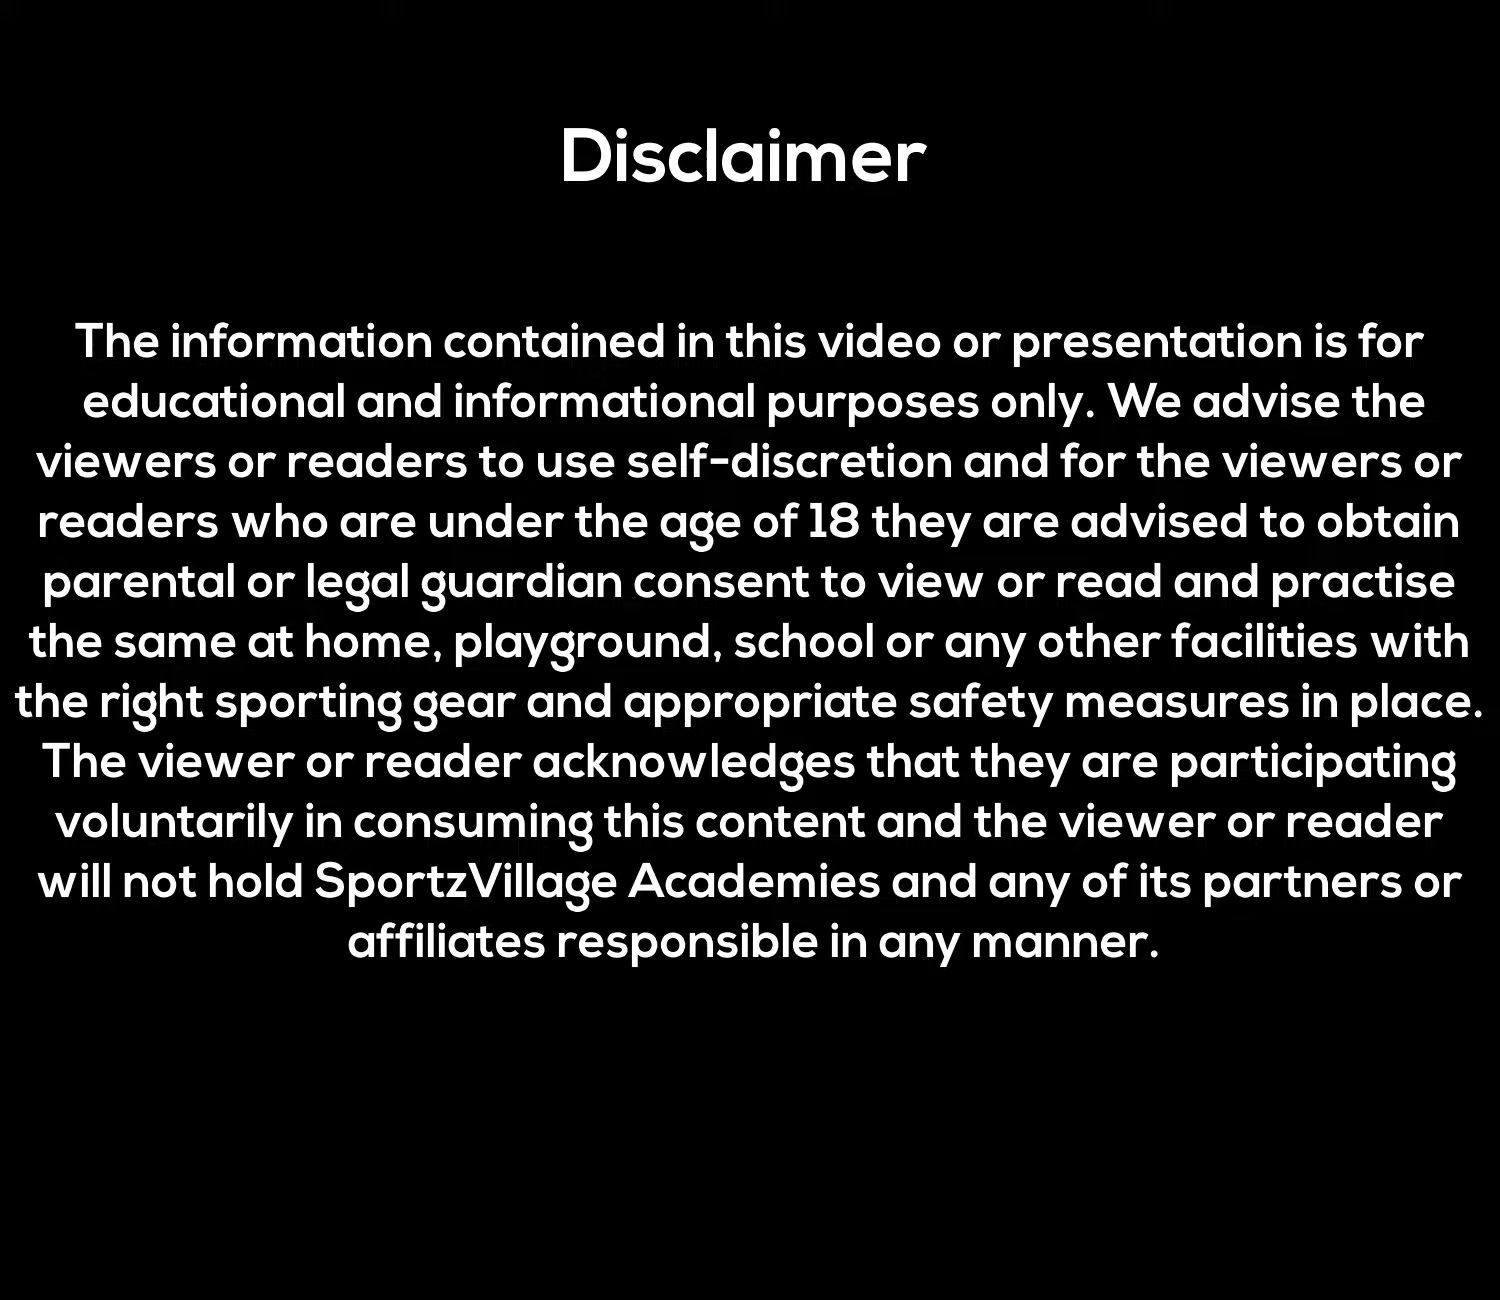 Disclaimer
The information contained in this video or presentation is for
educational and informational purposes only. We advise the
viewers or readers to use self-discretion and for the viewers or
readers who are under the age of 18 they are advised to obtain
parental or legal guardian consent to view or read and practise
the same at home, playground, school or any other facilities with
the right sporting gear and appropriate safety measures in place.
The viewer or reader acknowledges that they are participating
voluntarily in consuming this content and the viewer or reader
will not hold SportzVillage Academies and any of its partners or
affiliates responsible in any manner.